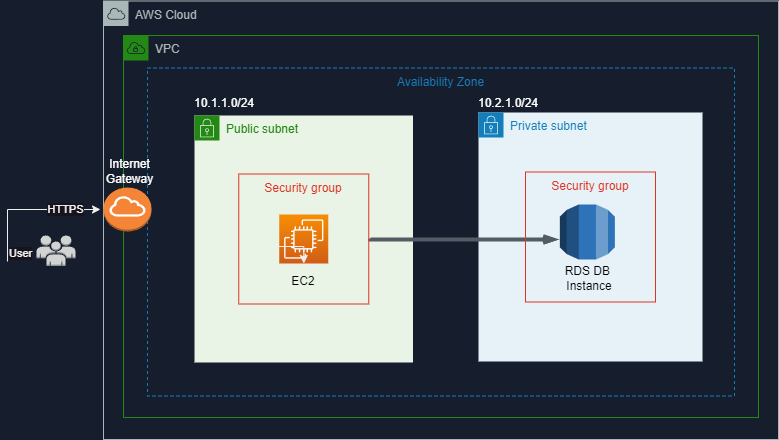 AWS Cloud
VPC
Availability Zone
10.1.1.0/24
10.2.1.0/24
Public subnet
Private subnet
Internet
Gateway
Security group
Security group
HTTPS
User
EC2
RDS DB
Instance